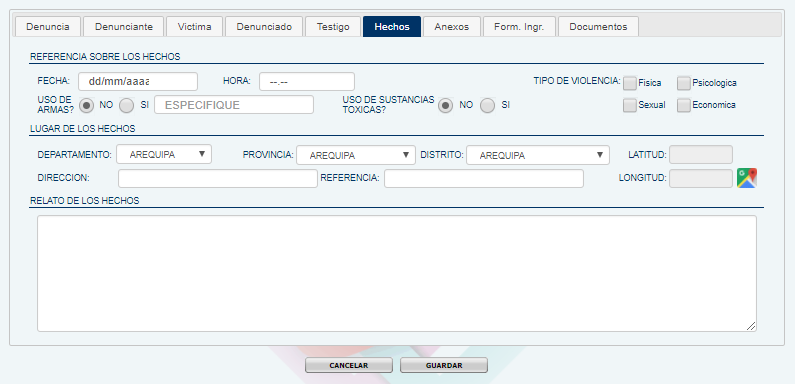 Denuncia Denunciante Victima Denunciado Testigo Hechos Anexos Form. Ingr. Documentos
REFERENCIA SOBRE LOS HECHOS
FECHA: dd/mm/aaaa HORA: --.-- TIPO DE VIOLENCIA: Fisica Psicologica
USO DE ARMAS? NO SI ESPECIFIQUE USO DE SUSTANCIAS TOXICAS? NO SI Sexual Economica
LUGAR DE LOS HECHOS
DEPARTAMENTO: AREQUIPA PROVINCIA: AREQUIPA DISTRITO: AREQUIPA LATITUD:
DIRECCION: REFERENCIA: LONGITUD: G
RELATO DE LOS HECHOS
CANCELAR GUARDAR